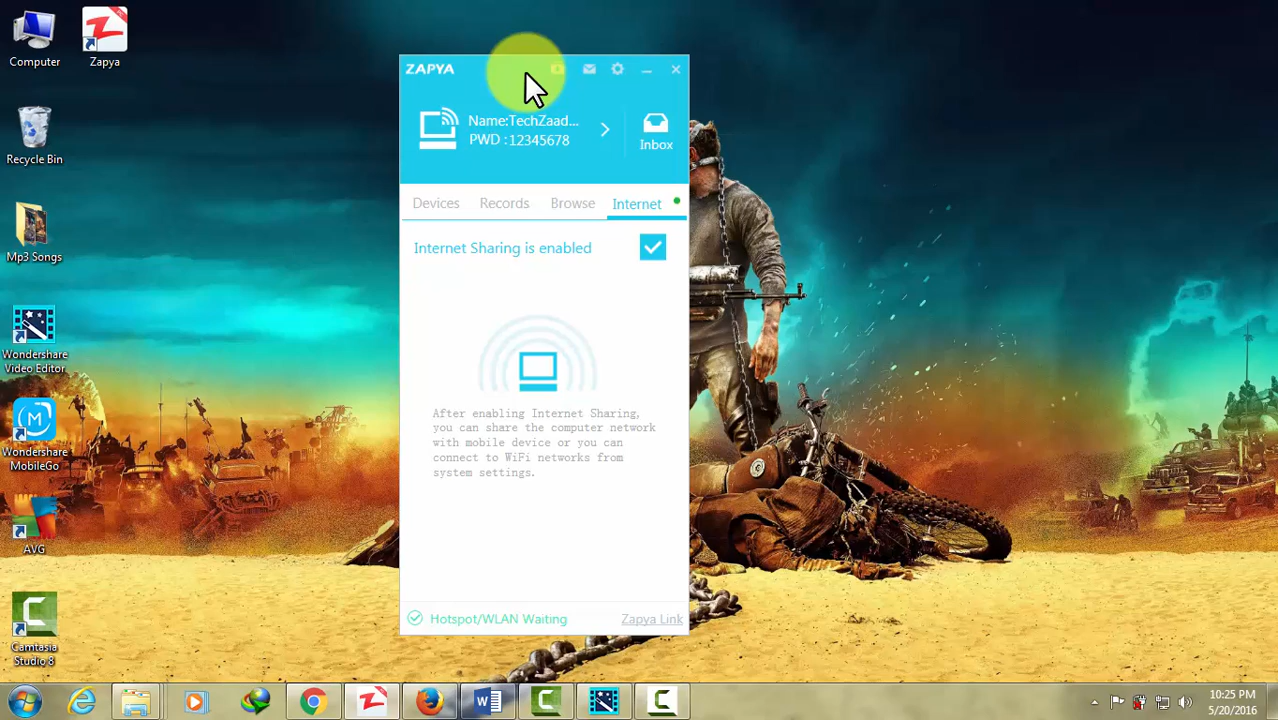 Computer
Zapya
Recycle Bin
Mp3 Songs
Wondershare
Video Editor
Wondershare
MobileGo
AVG
Camtasia
Studio 8
ZAPYA
Name:TechZaad...
PWD : 12345678
Inbox
Devices
Records
Browse
Internet
Internet Sharing is enabled
After enabling Internet Sharing,
you can share the computer network
with mobile device or you can
connect to WiFi networks from
system settings.
Hotspot/WLAN Waiting
Zapya Link
10:25 PM
5/20/2016